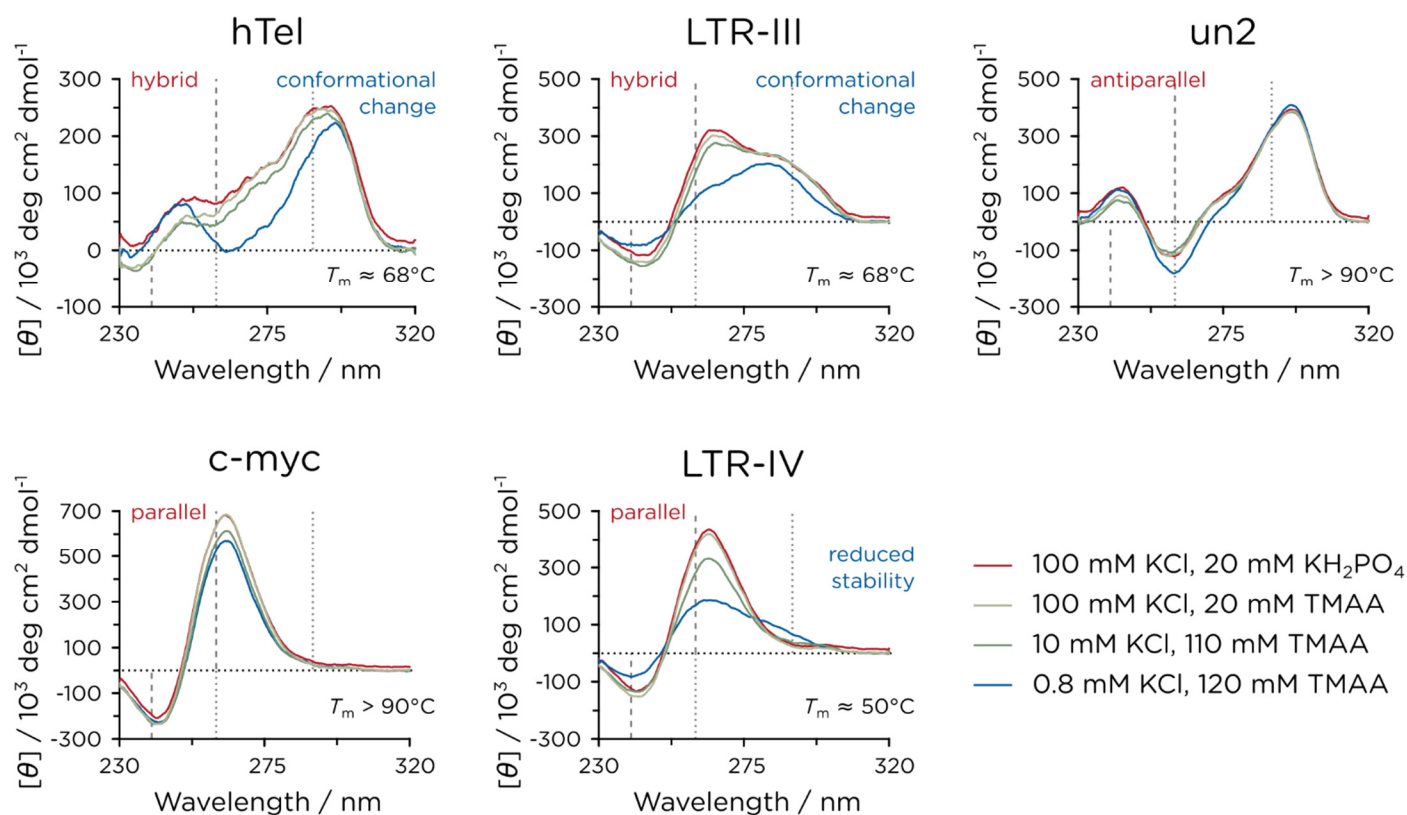 hTel
[θ] / 10³ deg cm² dmol⁻¹
300
200
100
0
-100
hybrid
conformational
change
Tm ≈ 68°C
230
275
320
Wavelength / nm
LTR-III
[θ] / 10³ deg cm² dmol⁻¹
500
300
100
-100
-300
hybrid
conformational
change
Tm ≈ 68°C
230
275
320
Wavelength / nm
un2
[θ] / 10³ deg cm² dmol⁻¹
500
300
100
-100
-300
antiparallel
Tm > 90°C
230
275
320
Wavelength / nm
c-myc
[θ] / 10³ deg cm² dmol⁻¹
700
500
300
100
-100
-300
parallel
Tm > 90°C
230
275
320
Wavelength / nm
LTR-IV
[θ] / 10³ deg cm² dmol⁻¹
500
300
100
-100
-300
parallel
reduced
stability
Tm ≈ 50°C
230
275
320
Wavelength / nm
100 mM KCl, 20 mM KH₂PO₄
100 mM KCl, 20 mM TMAA
10 mM KCl, 110 mM TMAA
0.8 mM KCl, 120 mM TMAA